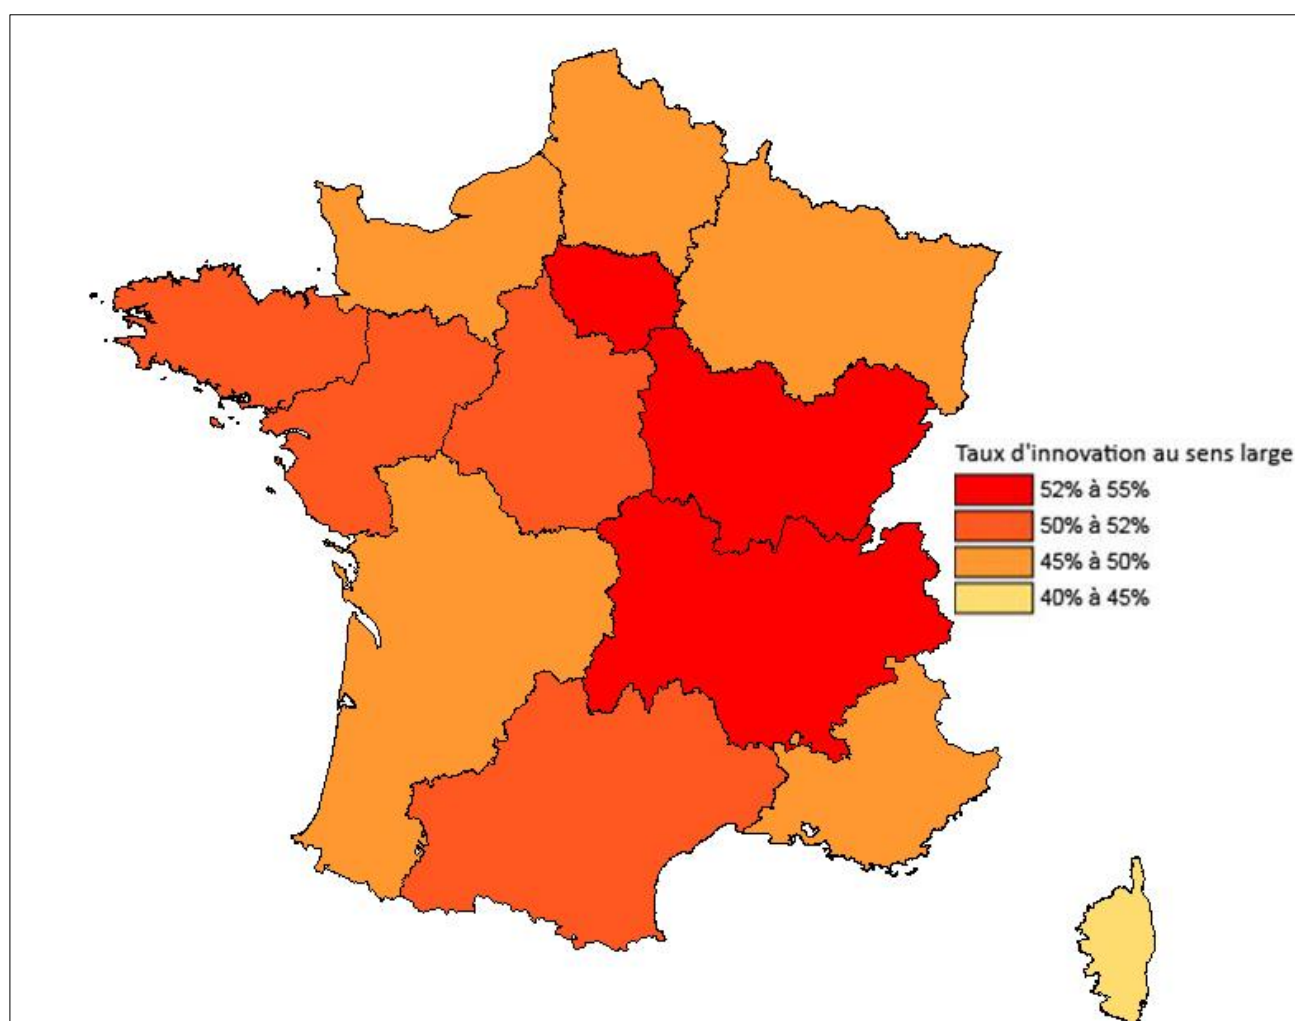 Taux d'innovation au sens large
52% à 55%
50% à 52%
45% à 50%
40% à 45%